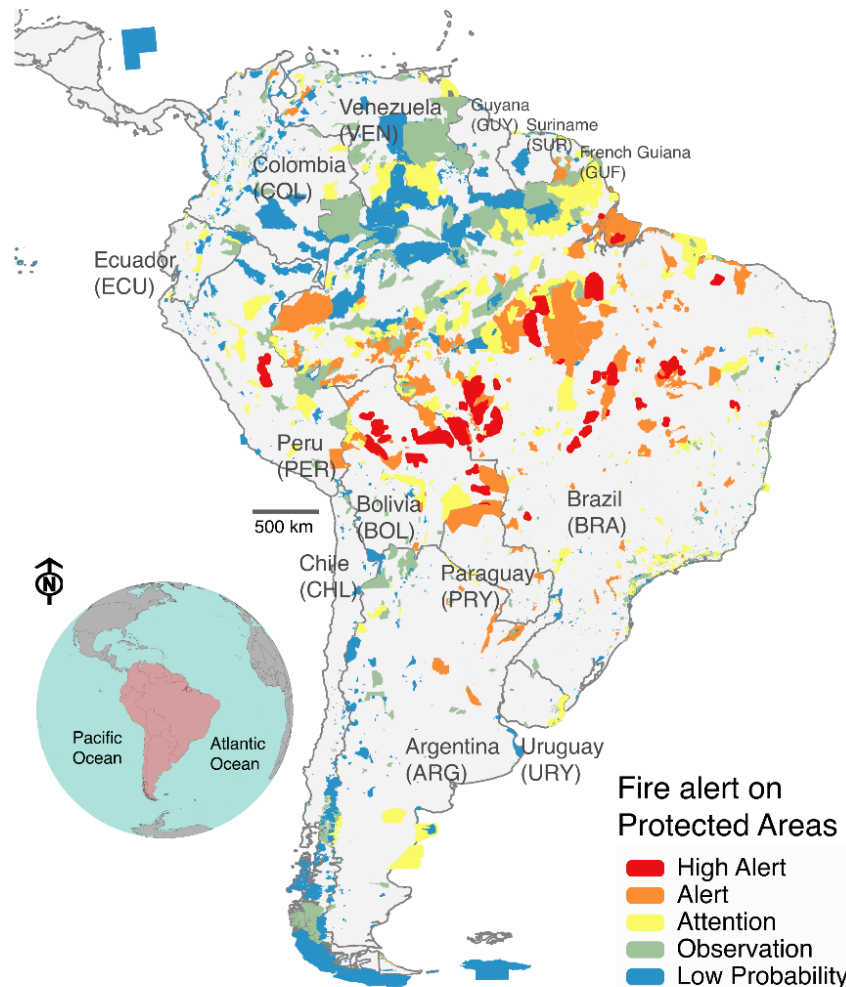 Venezuela
(VEN)
Guyana
(GUY)
Suriname
(SUR)
French Guiana
(GUF)
Colombia
(COL)
Ecuador
(ECU)
Peru
(PER)
500 km
Bolivia
(BOL)
Brazil
(BRA)
Chile
(CHL)
Paraguay
(PRY)
N
Pacific
Ocean
Atlantic
Ocean
Argentina
(ARG)
Uruguay
(URY)
Fire alert on
Protected Areas
High Alert
Alert
Attention
Observation
Low Probability